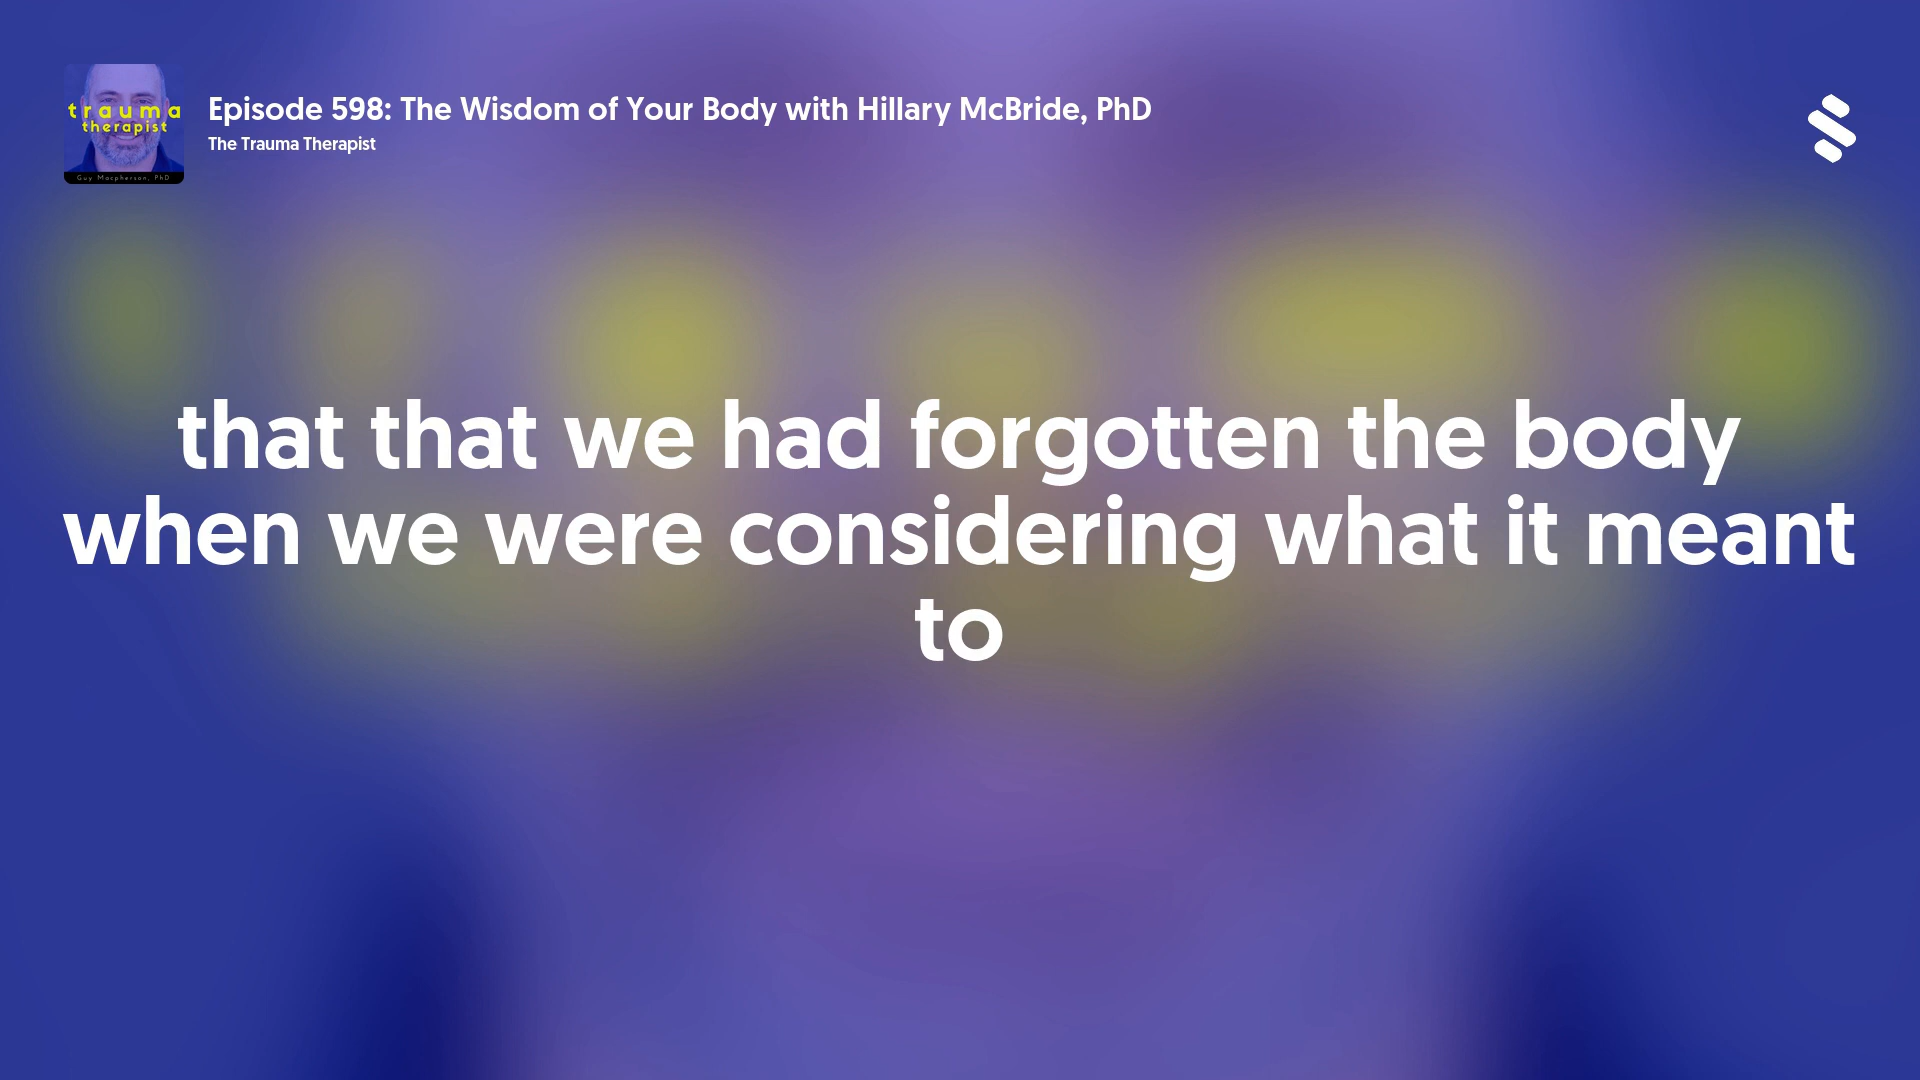 trauma
therapist
Guy Macpherson, PhD
Episode 598: The Wisdom of Your Body with Hillary McBride, PhD
The Trauma Therapist
that that we had forgotten the body
when we were considering what it meant
to